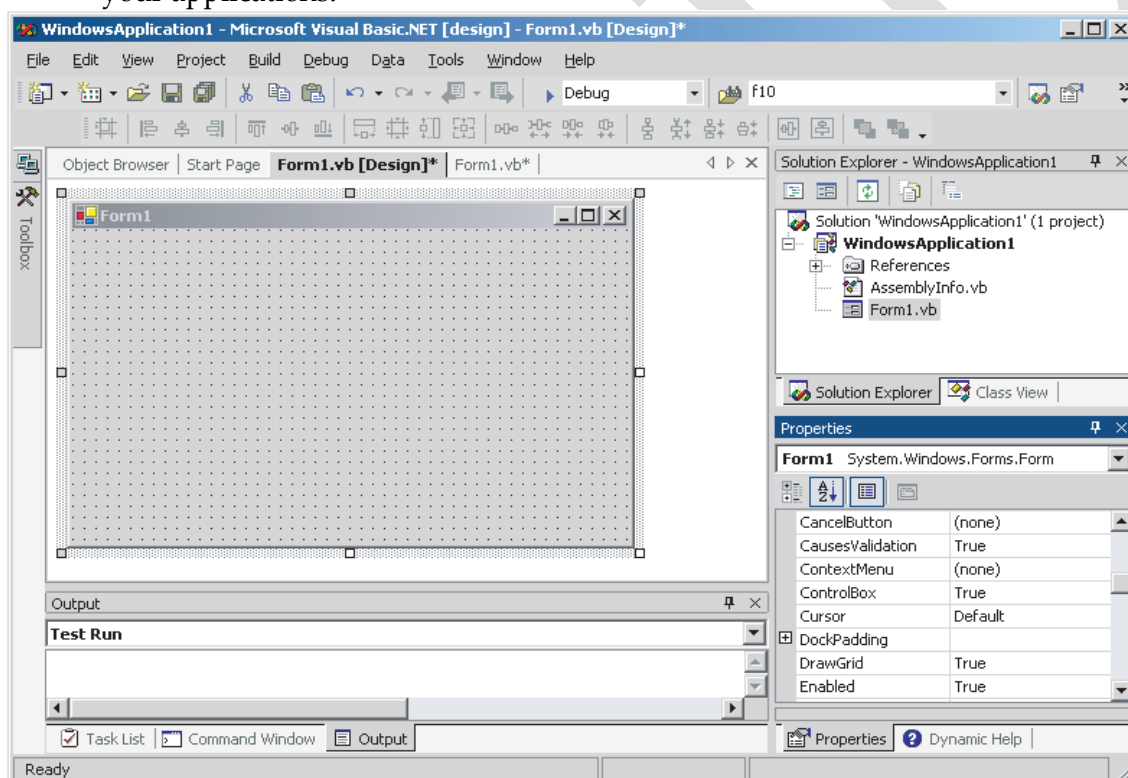 your applications.
WindowsApplication1 - Microsoft Visual Basic.NET [design] - Form1.vb [Design]*
File Edit View Project Build Debug Data Tools Window Help
Debug f10
Object Browser Start Page Form1.vb [Design]* Form1.vb*
Toolbox
Form1
Solution Explorer - WindowsApplication1
Solution 'WindowsApplication1' (1 project)
WindowsApplication1
References
AssemblyInfo.vb
Form1.vb
Solution Explorer Class View
Properties
Form1 System.Windows.Forms.Form
CancelButton (none)
CausesValidation True
ContextMenu (none)
ControlBox True
Cursor Default
DockPadding
DrawGrid True
Enabled True
Properties Dynamic Help
Output
Test Run
Task List Command Window Output
Ready